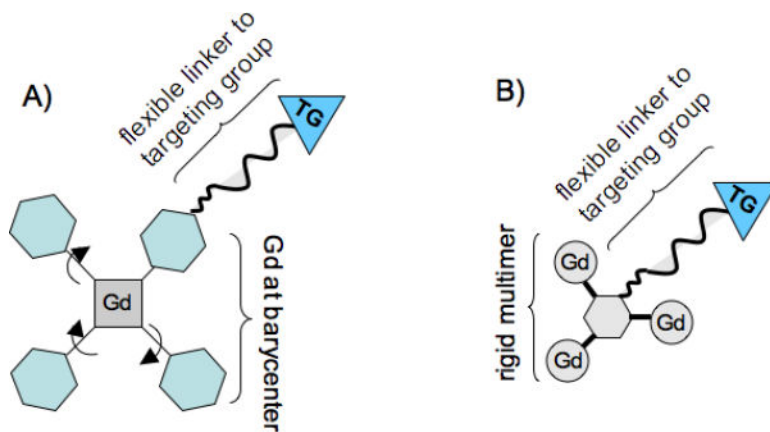 A)
flexible linker to
targeting group
TG
Gd
Gd at barycenter
B)
flexible linker to
targeting group
TG
rigid multimer
Gd
Gd
Gd